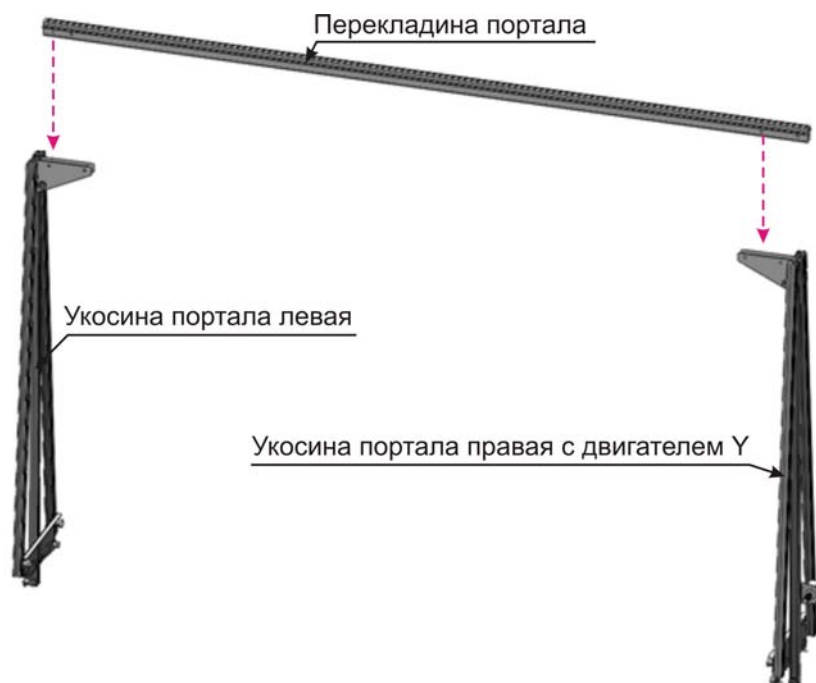 Перекладина портала
Укосина портала левая
Укосина портала правая с двигателем Y